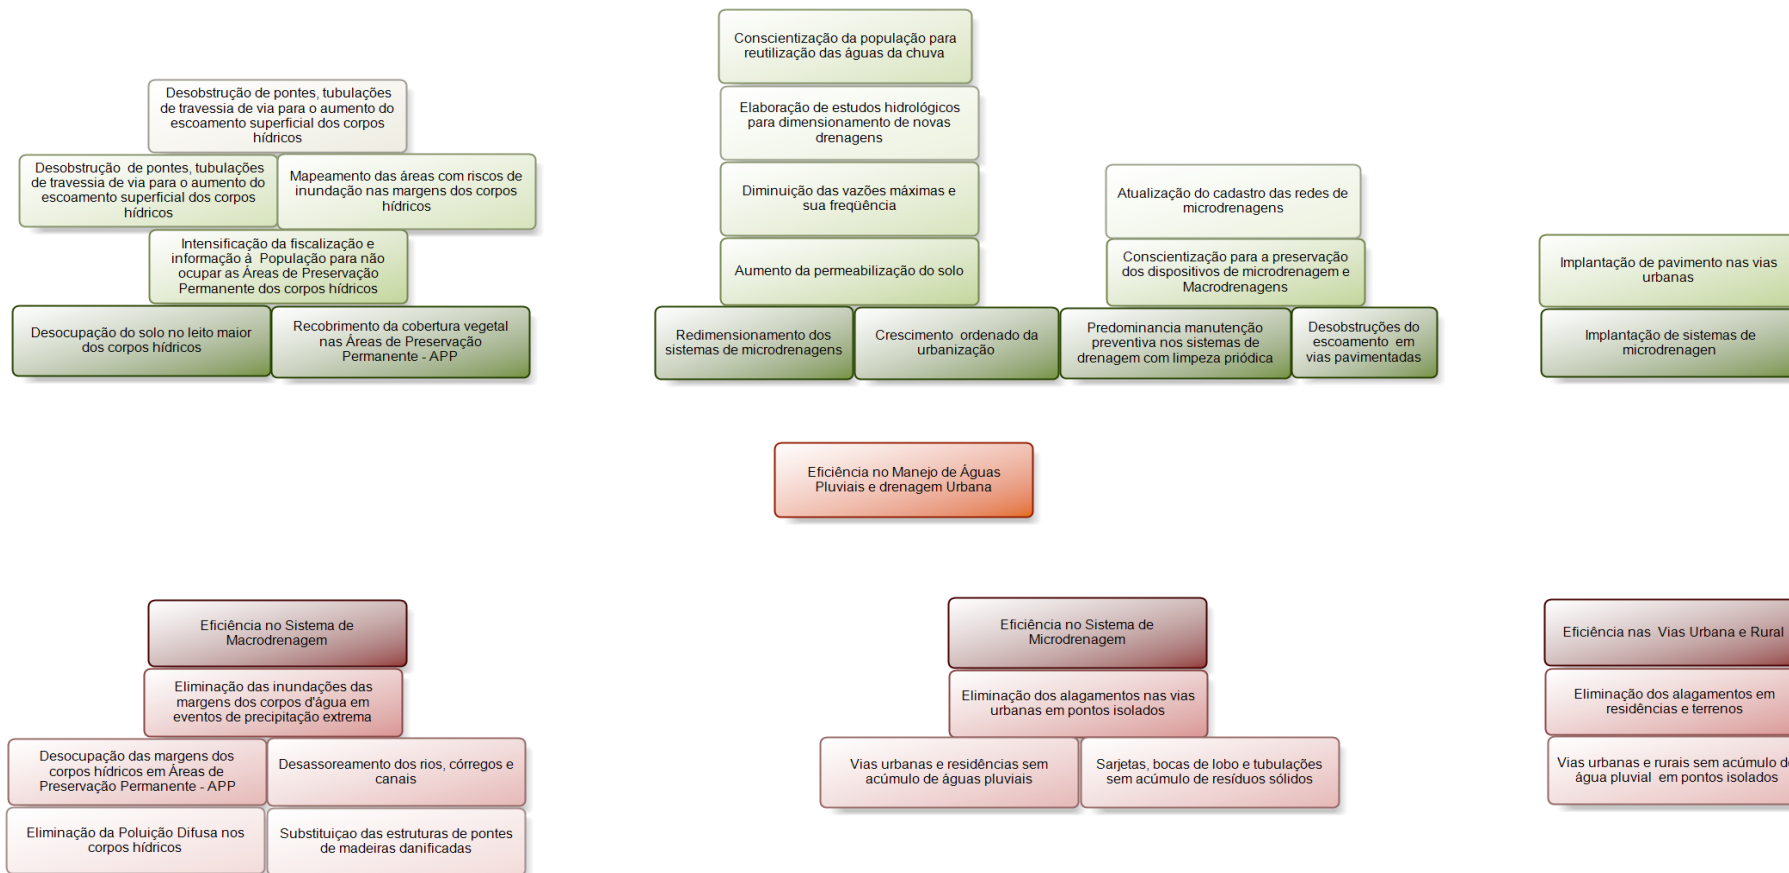 Conscientização da população para
reutilização das águas da chuva
Desobstrução de pontes, tubulações
de travessia de via para o aumento do
escoamento superficial dos corpos
hídricos
Elaboração de estudos hidrológicos
para dimensionamento de novas
drenagens
Desobstrução  de pontes, tubulações
de travessia de via para o aumento do
escoamento superficial dos corpos
hídricos
Mapeamento das áreas com riscos de
inundação nas margens dos corpos
hídricos
Diminuição das vazões máximas e
sua freqüência
Atualização do cadastro das redes de
microdrenagens
Intensificação da fiscalização e
informação à  População para não
ocupar as Áreas de Preservação
Permanente dos corpos hídricos
Aumento da permeabilização do solo
Conscientização para a preservação
dos dispositivos de microdrenagem e
Macrodrenagens
Implantação de pavimento nas vias
urbanas
Desocupação do solo no leito maior
dos corpos hídricos
Recobrimento da cobertura vegetal
nas Áreas de Preservação
Permanente - APP
Redimensionamento dos
sistemas de microdrenagens
Crescimento  ordenado da
urbanização
Predominancia manutenção
preventiva nos sistemas de
drenagem com limpeza priódica
Desobstruções do
escoamento  em
vias pavimentadas
Implantação de sistemas de
microdrenagen
Eficiência no Manejo de Águas
Pluviais e drenagem Urbana
Eficiência no Sistema de
Macrodrenagem
Eficiência no Sistema de
Microdrenagem
Eficiência nas  Vias Urbana e Rural
Eliminação das inundações das
margens dos corpos d'água em
eventos de precipitação extrema
Eliminação dos alagamentos nas vias
urbanas em pontos isolados
Eliminação dos alagamentos em
residências e terrenos
Desocupação das margens dos
corpos hídricos em Áreas de
Preservação Permanente - APP
Desassoreamento dos rios, córregos e
canais
Vias urbanas e residências sem
acúmulo de águas pluviais
Sarjetas, bocas de lobo e tubulações
sem acúmulo de resíduos sólidos
Vias urbanas e rurais sem acúmulo de
água pluvial  em pontos isolados
Eliminação da Poluição Difusa nos
corpos hídricos
Substituiçao das estruturas de pontes
de madeiras danificadas